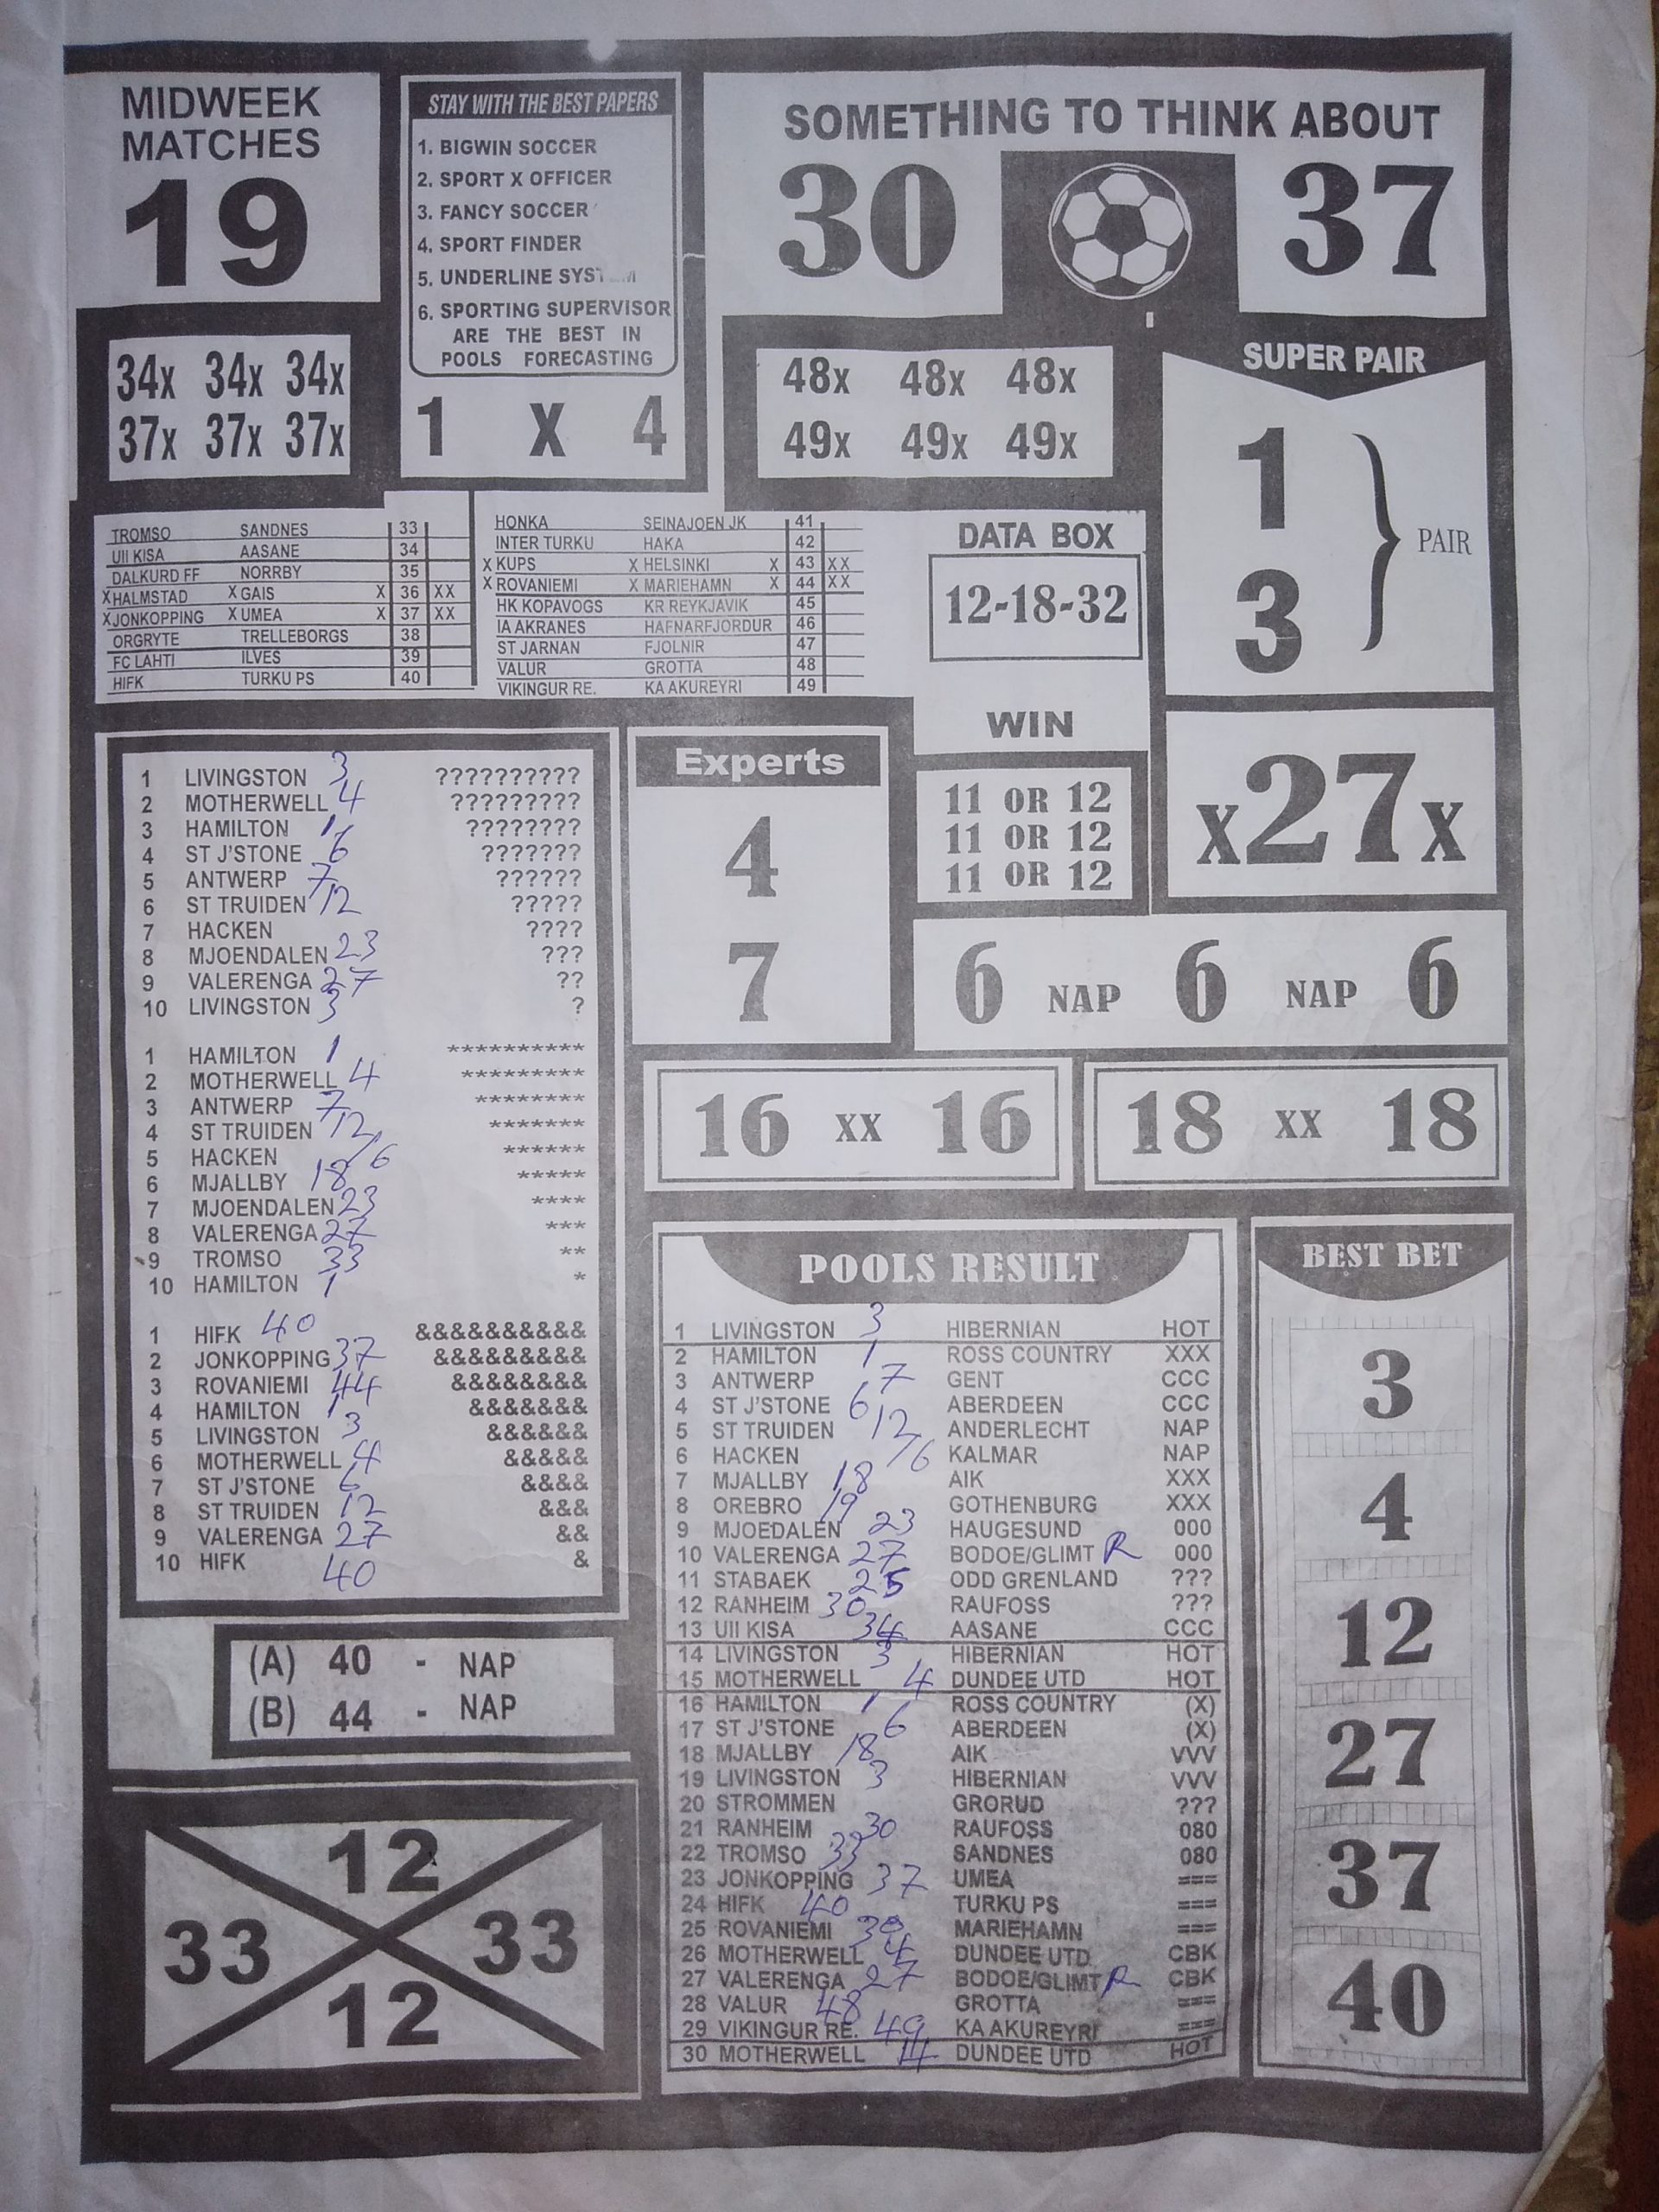 MIDWEEK
MATCHES
19
STAY WITH THE BEST PAPERS
1. BIGWIN SOCCER
2. SPORT X OFFICER
3. FANCY SOCCER
4. SPORT FINDER
5. UNDERLINE
6. SPORTING SUPERVISOR
ARE THE BEST IN
POOLS FORECASTING
1 X 4
SOMETHING TO THINK ABOUT
30 37
34x 34x 34x
37x 37x 37x
48x 48x 48x
49x 49x 49x
SUPER PAIR
1
3
PAIR
TROMSO SANDNES 33
UII KISA AASANE 34
DALKURD FF NORRBY 35
X HALMSTAD X GAIS X 36 XX
X JONKOPPING X UMEA X 37 XX
ORGRYTE TRELLEBORGS 38
FC LAHTI ILVES 39
HIFK TURKU PS 40
HONKA SEINAJOEN JK 41
INTER TURKU HAKA 42
X KUPS X HELSINKI X 43 XX
X ROVANIEMI X MARIEHAMN X 44 XX
HK KOPAVOGS KR REYKJAVIK 45
IA AKRANES HAFNARFJORDUR 46
ST JARNAN FJOLNIR 47
VALUR GROTTA 48
VIKINGUR RE. KA AKUREYRI 49
DATA BOX
12-18-32
WIN
11 OR 12
11 OR 12
11 OR 12
X27X
Experts
4
7
6 NAP 6 NAP 6
16 XX 16
18 XX 18
1 LIVINGSTON 3 ??????????
2 MOTHERWELL 4 ?????????
3 HAMILTON 1 ????????
4 ST J'STONE 6 ???????
5 ANTWERP 7 ??????
6 ST TRUIDEN 12 ?????
7 HACKEN ????
8 MJOENDALEN 23 ???
9 VALERENGA 27 ??
10 LIVINGSTON 3 ?
1 HAMILTON 1 **********
2 MOTHERWELL 4 *********
3 ANTWERP 7 ********
4 ST TRUIDEN 12 *******
5 HACKEN 16 ******
6 MJALLBY 18 *****
7 MJOENDALEN 23 ****
8 VALERENGA 27 ***
9 TROMSO 33 **
10 HAMILTON 1 *
1 HIFK 40 &&&&&&&&&&
2 JONKOPPING 37 &&&&&&&&&
3 ROVANIEMI 44 &&&&&&&&
4 HAMILTON 1 &&&&&&&
5 LIVINGSTON 3 &&&&&&
6 MOTHERWELL 4 &&&&&
7 ST J'STONE 6 &&&&
8 ST TRUIDEN 12 &&&
9 VALERENGA 27 &&
10 HIFK 40 &
(A) 40 - NAP
(B) 44 - NAP
12
33 33
12
POOLS RESULT
1 LIVINGSTON 3 HIBERNIAN HOT
2 HAMILTON 1 ROSS COUNTRY XXX
3 ANTWERP 7 GENT CCC
4 ST J'STONE 6 ABERDEEN CCC
5 ST TRUIDEN 12 ANDERLECHT NAP
6 HACKEN 16 KALMAR NAP
7 MJALLBY 18 AIK XXX
8 OREBRO 19 GOTHENBURG XXX
9 MJOEDALEN 23 HAUGESUND 000
10 VALERENGA 27 BODOE/GLIMT R 000
11 STABAEK 25 ODD GRENLAND ???
12 RANHEIM 30 RAUFOSS ???
13 UII KISA 34 AASANE CCC
14 LIVINGSTON 3 HIBERNIAN HOT
15 MOTHERWELL 4 DUNDEE UTD HOT
16 HAMILTON 1 ROSS COUNTRY (X)
17 ST J'STONE 6 ABERDEEN (X)
18 MJALLBY 18 AIK VVV
19 LIVINGSTON 3 HIBERNIAN VVV
20 STROMMEN GRORUD ???
21 RANHEIM 30 RAUFOSS 080
22 TROMSO 33 SANDNES 080
23 JONKOPPING 37 UMEA ===
24 HIFK 40 TURKU PS ===
25 ROVANIEMI 30 MARIEHAMN ===
26 MOTHERWELL 4 DUNDEE UTD CBK
27 VALERENGA 27 BODOE/GLIMT R CBK
28 VALUR 48 GROTTA ===
29 VIKINGUR RE. 49 KA AKUREYRI ===
30 MOTHERWELL 4 DUNDEE UTD HOT
BEST BET
3
4
12
27
37
40